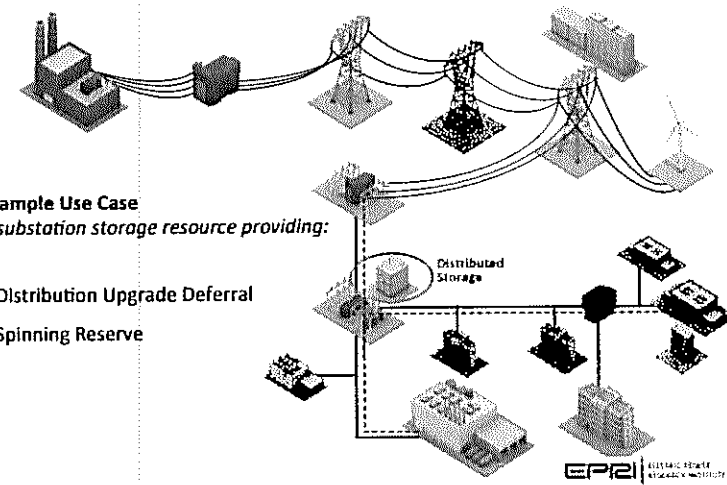 ample Use Case
substation storage resource providing:
Distributed
Storage
Distribution Upgrade Deferral
Spinning Reserve
EPRI